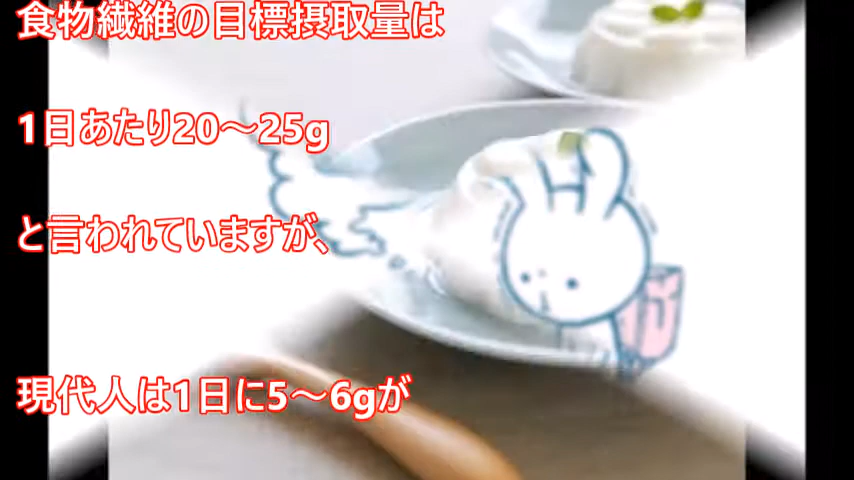 食物繊維の目標摂取量は
1日あたり20～25g
と言われていますが、
現代人は1日に5～6gが